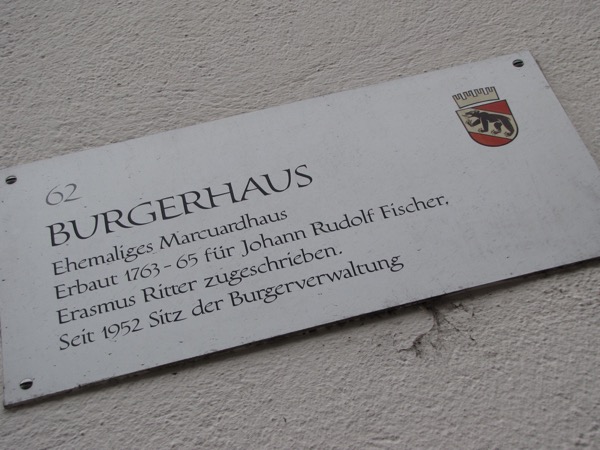 62
BURGERHAUS
Ehemaliges Marcuardhaus
Erbaut 1763 - 65 für Johann Rudolf Fischer,
Erasmus Ritter zugeschrieben.
Seit 1952 Sitz der Burgerverwaltung